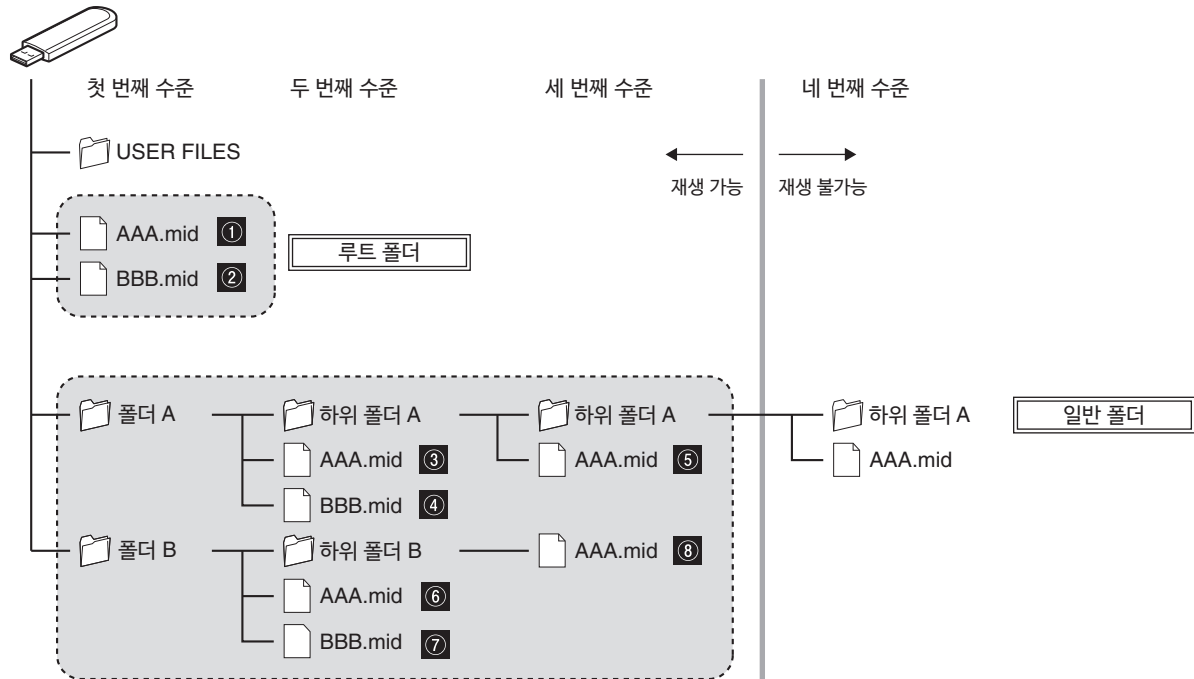 첫 번째 수준 두 번째 수준 세 번째 수준 네 번째 수준
USER FILES
재생 가능 재생 불가능
AAA.mid ①
루트 폴더
BBB.mid ②
폴더 A 하위 폴더 A 하위 폴더 A 하위 폴더 A 일반 폴더
AAA.mid ③ AAA.mid ⑤ AAA.mid
BBB.mid ④
폴더 B 하위 폴더 B AAA.mid ⑧
AAA.mid ⑥
BBB.mid ⑦